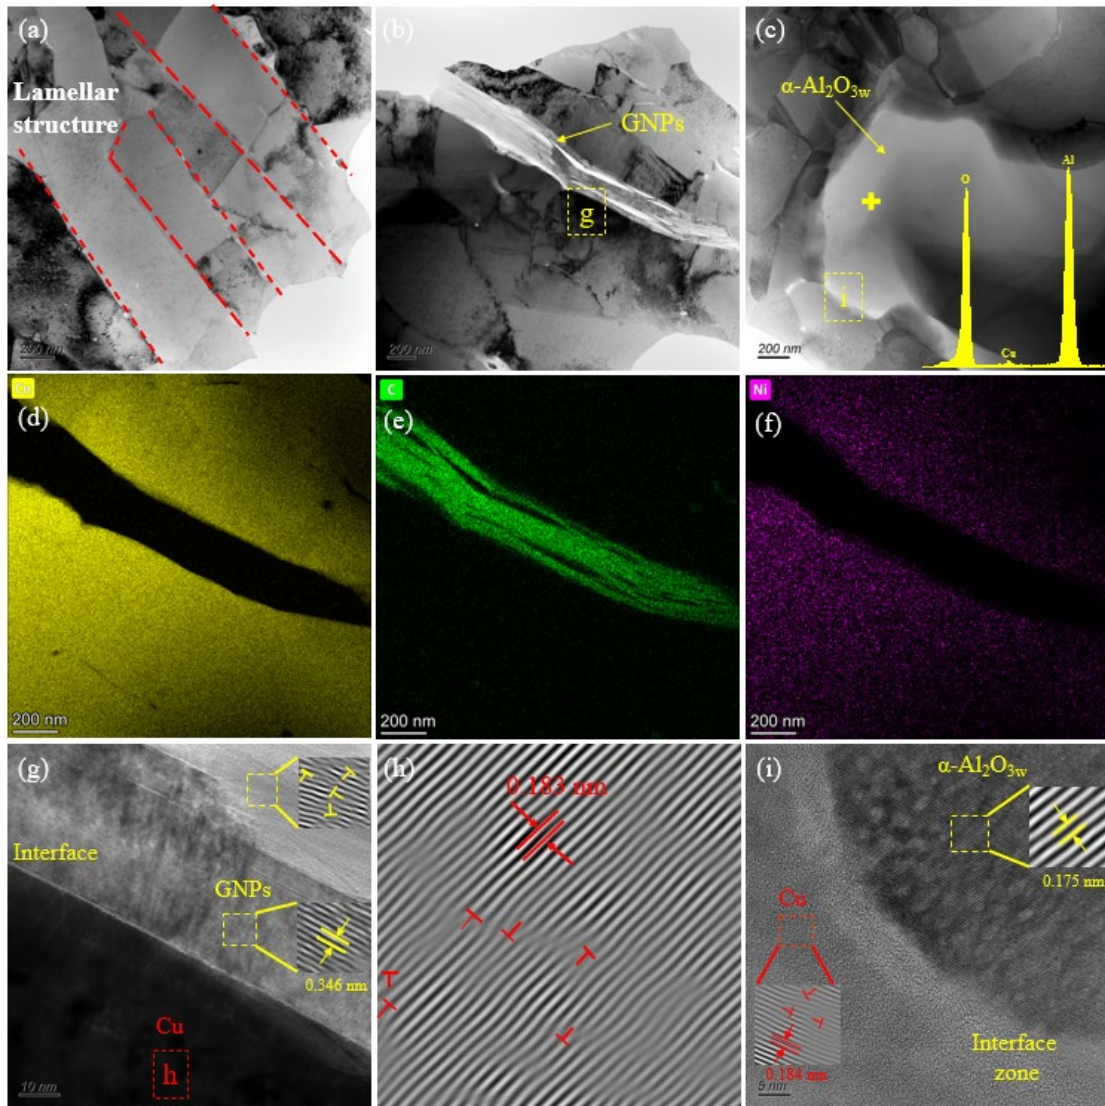 (a)
Lamellar
structure
200 nm
(b)
GNPs
g
200 nm
(c)
α-Al₂O₃w
i
O
Cu
Al
200 nm
Cu
(d)
200 nm
C
(e)
200 nm
Ni
(f)
200 nm
(g)
Interface
GNPs
0.346 nm
Cu
h
10 nm
(h)
0.183 nm
(i)
α-Al₂O₃w
0.175 nm
Cu
0.184 nm
5 nm
Interface
zone